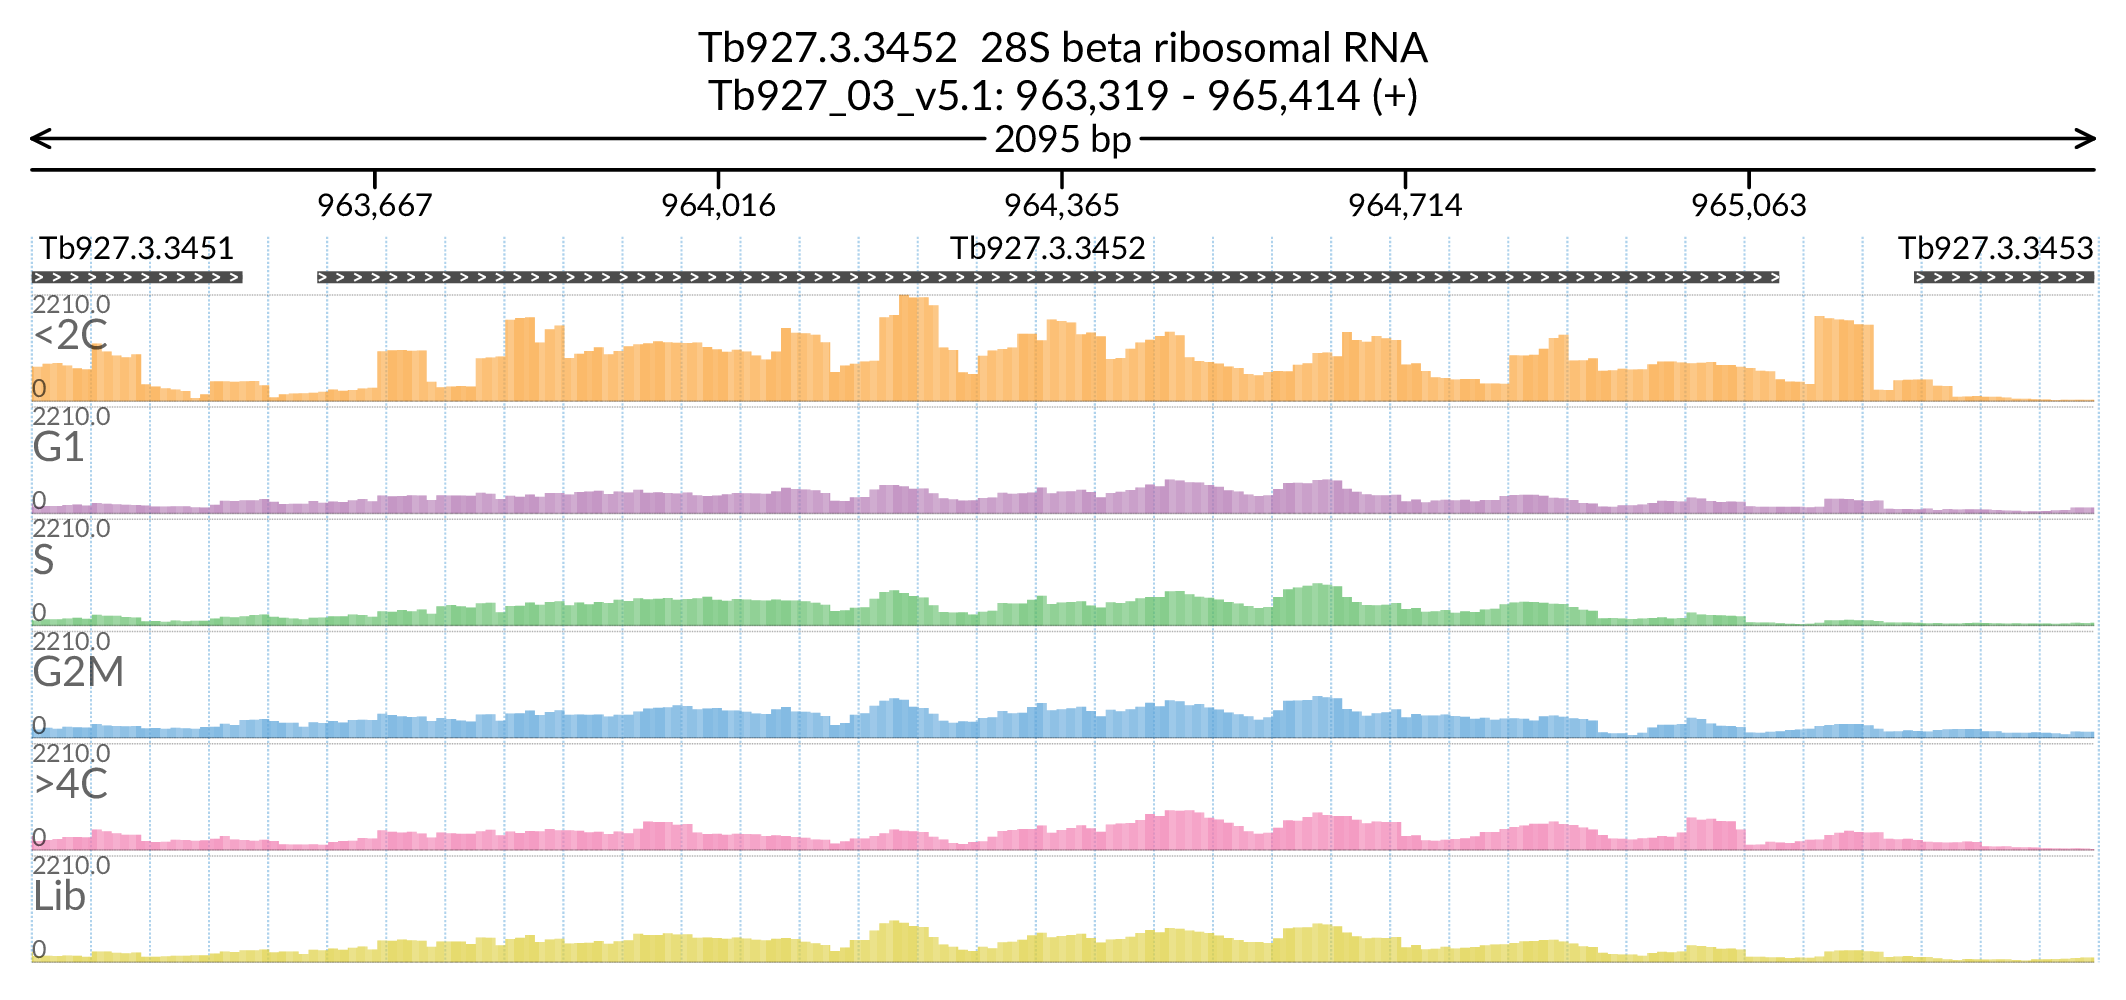 Tb927.3.3452  28S beta ribosomal RNA
Tb927_03_v5.1: 963,319 - 965,414 (+)
2095 bp
963,667 964,016 964,365 964,714 965,063
Tb927.3.3451 Tb927.3.3452 Tb927.3.3453
2210.0
<2C
0
2210.0
G1
0
2210.0
S
0
2210.0
G2M
0
2210.0
>4C
0
2210.0
Lib
0